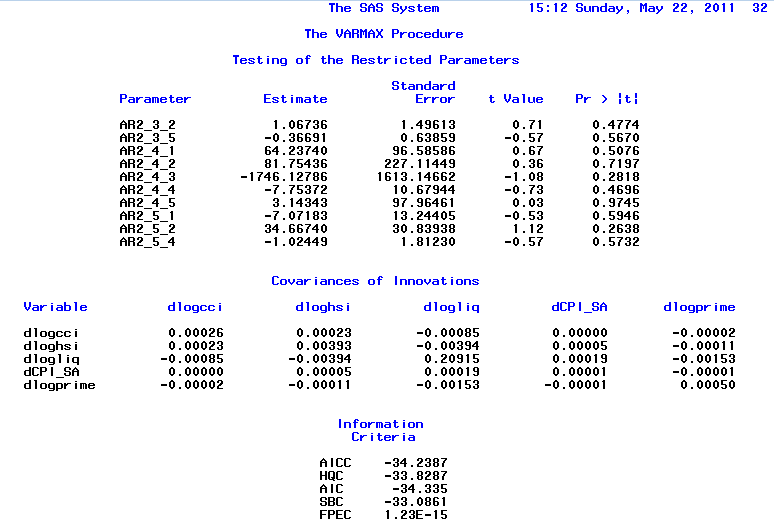 The SAS System 15:12 Sunday, May 22, 2011 32
The VARMAX Procedure
Testing of the Restricted Parameters
Standard
Parameter Estimate Error t Value Pr > |t|
AR2_3_2 1.06736 1.49613 0.71 0.4774
AR2_3_5 -0.36691 0.63859 -0.57 0.5670
AR2_4_1 64.23740 96.58586 0.67 0.5076
AR2_4_2 81.75436 227.11449 0.36 0.7197
AR2_4_3 -1746.12786 1613.14662 -1.08 0.2818
AR2_4_4 -7.75372 10.67944 -0.73 0.4696
AR2_4_5 3.14343 97.96461 0.03 0.9745
AR2_5_1 -7.07183 13.24405 -0.53 0.5946
AR2_5_2 34.66740 30.83938 1.12 0.2638
AR2_5_4 -1.02449 1.81230 -0.57 0.5732
Covariances of Innovations
Variable dlogcci dloghsi dlogliq dCPI_SA dlogprime
dlogcci 0.00026 0.00023 -0.00085 0.00000 -0.00002
dloghsi 0.00023 0.00393 -0.00394 0.00005 -0.00011
dlogliq -0.00085 -0.00394 0.20915 0.00019 -0.00153
dCPI_SA 0.00000 0.00005 0.00019 0.00001 -0.00001
dlogprime -0.00002 -0.00011 -0.00153 -0.00001 0.00050
Information
Criteria
AICC -34.2387
HQC -33.8287
AIC -34.335
SBC -33.0861
FPEC 1.23E-15